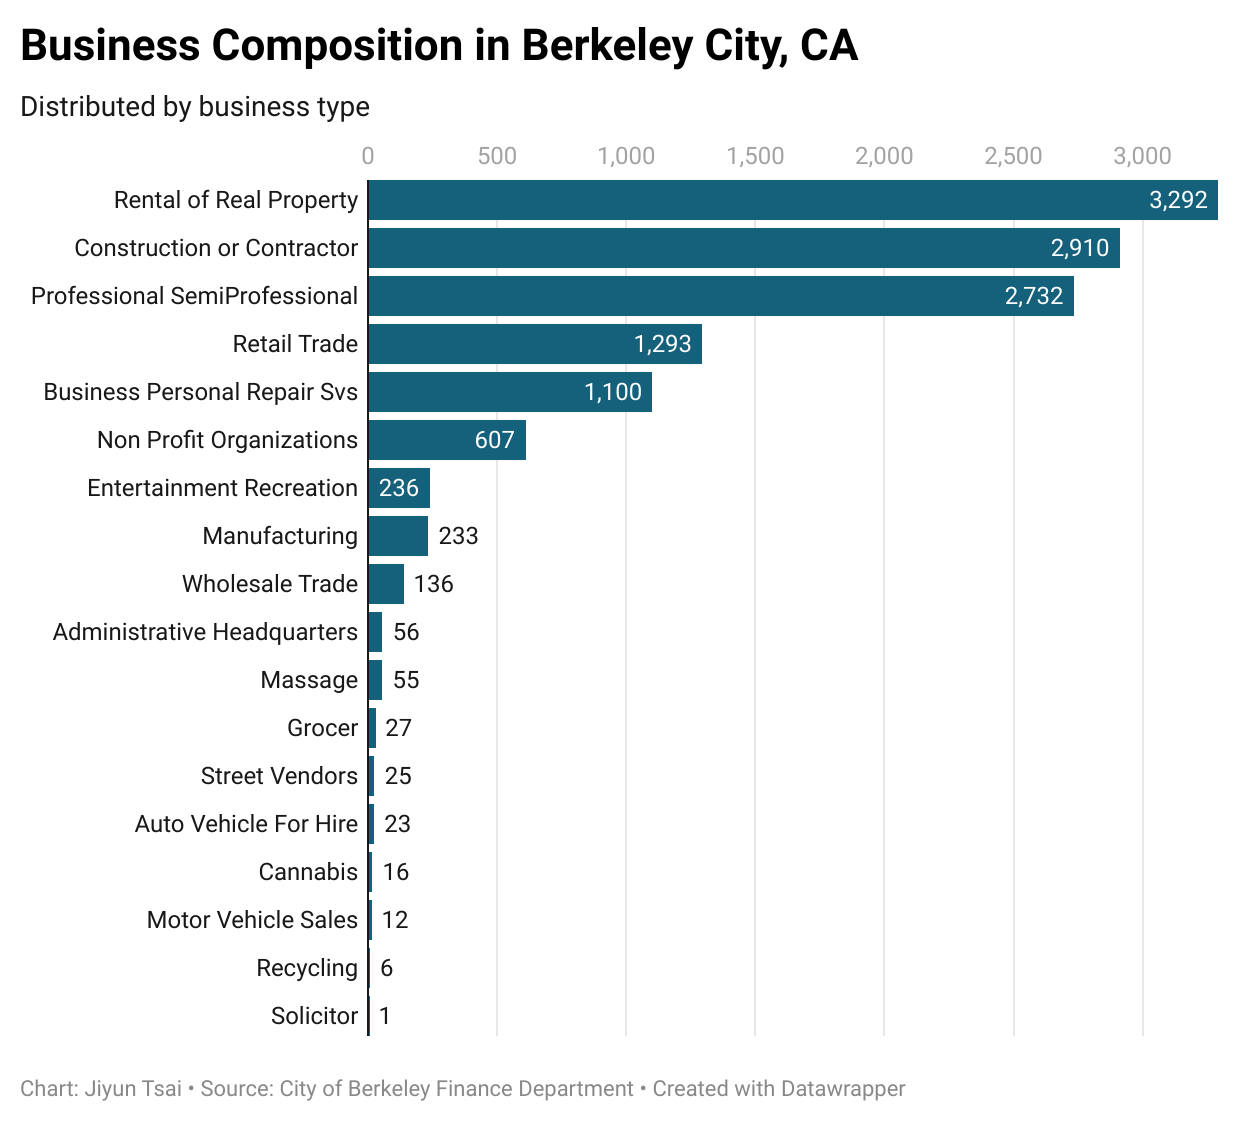 Business Composition in Berkeley City, CA
Distributed by business type
0 500 1,000 1,500 2,000 2,500 3,000
Rental of Real Property 3,292
Construction or Contractor 2,910
Professional SemiProfessional 2,732
Retail Trade 1,293
Business Personal Repair Svs 1,100
Non Profit Organizations 607
Entertainment Recreation 236
Manufacturing 233
Wholesale Trade 136
Administrative Headquarters 56
Massage 55
Grocer 27
Street Vendors 25
Auto Vehicle For Hire 23
Cannabis 16
Motor Vehicle Sales 12
Recycling 6
Solicitor 1
Chart: Jiyun Tsai • Source: City of Berkeley Finance Department • Created with Datawrapper